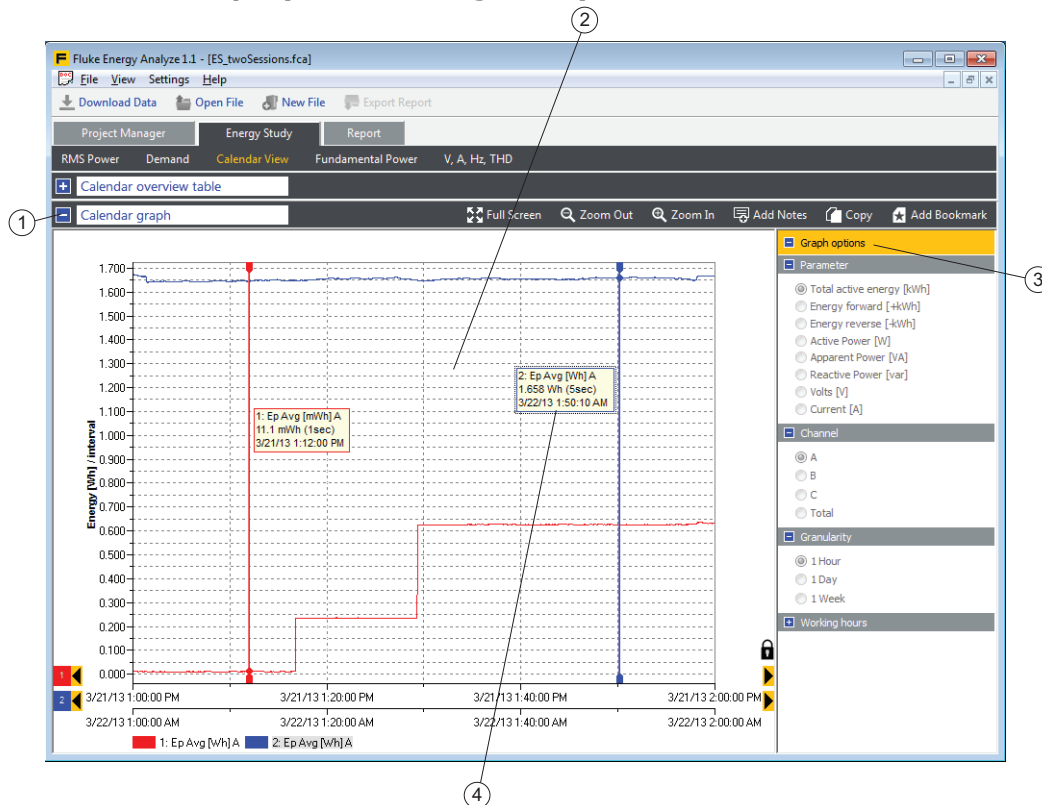 2
Fluke Energy Analyze 1.1 - [ES_twoSessions.fca]
File View Settings Help
Download Data Open File New File Export Report
Project Manager Energy Study Report
RMS Power Demand Calendar View Fundamental Power V, A, Hz, THD
Calendar overview table
1
Calendar graph Full Screen Zoom Out Zoom In Add Notes Copy Add Bookmark
Graph options
Parameter
Total active energy [kWh]
Energy forward [+kWh]
Energy reverse [-kWh]
Active Power [W]
Apparent Power [VA]
Reactive Power [var]
Volts [V]
Current [A]
Channel
A
B
C
Total
Granularity
1 Hour
1 Day
1 Week
Working hours
3
Energy [Wh] / interval
1.700
1.600
1.500
1.400
1.300
1.200
1.100
1.000
0.900
0.800
0.700
0.600
0.500
0.400
0.300
0.200
0.100
0.000
1: Ep Avg [mWh] A
11.1 mWh (1sec)
3/21/13 1:12:00 PM
2: Ep Avg [Wh] A
1.658 Wh (5sec)
3/22/13 1:50:10 AM
1
3/21/13 1:00:00 PM 3/21/13 1:20:00 PM 3/21/13 1:40:00 PM 3/21/13 2:00:00 PM
2
3/22/13 1:00:00 AM 3/22/13 1:20:00 AM 3/22/13 1:40:00 AM 3/22/13 2:00:00 AM
1: Ep Avg [Wh] A 2: Ep Avg [Wh] A
4